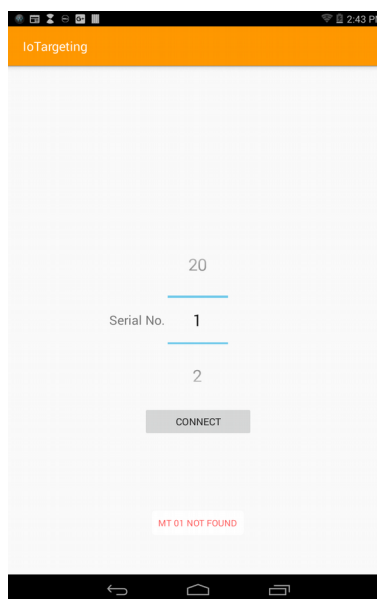 2:43 PM
IoTargeting
20
Serial No. 1
2
CONNECT
MT 01 NOT FOUND